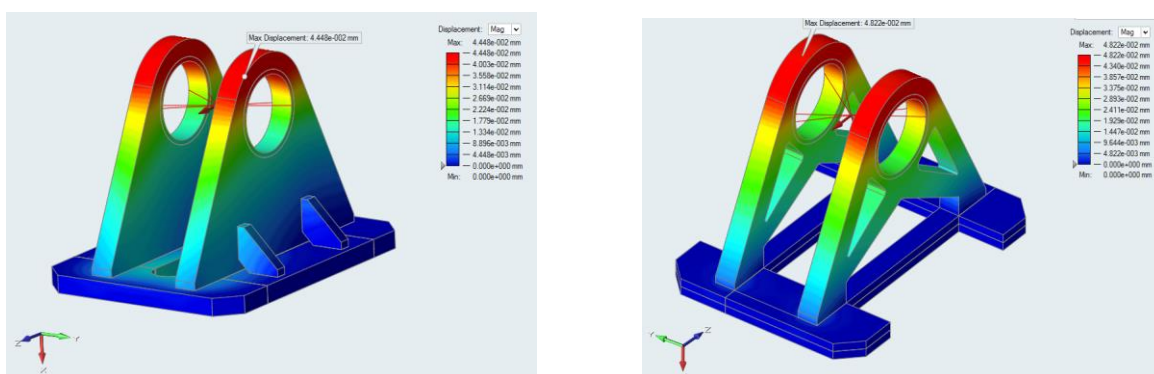 Max Displacement: 4.448e-002 mm
Displacement: Mag
Max: 4.448e-002 mm
4.448e-002 mm
4.003e-002 mm
3.558e-002 mm
3.114e-002 mm
2.669e-002 mm
2.224e-002 mm
1.779e-002 mm
1.334e-002 mm
8.896e-003 mm
4.448e-003 mm
0.000e+000 mm
Min: 0.000e+000 mm
Z
Y
X
Max Displacement: 4.822e-002 mm
Displacement: Mag
Max: 4.822e-002 mm
4.822e-002 mm
4.340e-002 mm
3.857e-002 mm
3.375e-002 mm
2.893e-002 mm
2.411e-002 mm
1.929e-002 mm
1.447e-002 mm
9.644e-003 mm
4.822e-003 mm
0.000e+000 mm
Min: 0.000e+000 mm
Y
Z